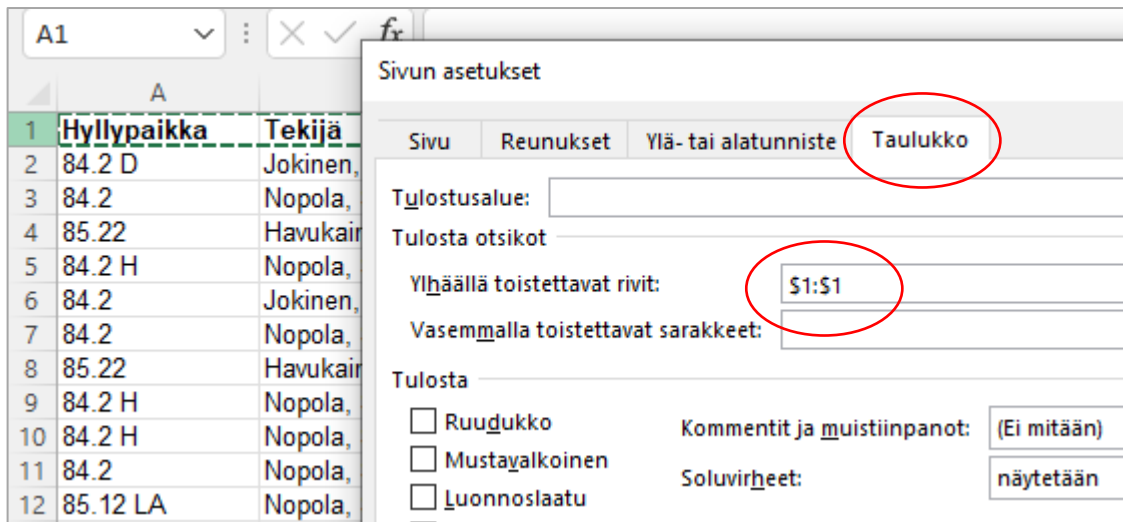 A1 fx
Sivun asetukset
A
1 Hyllypaikka Tekijä
2 84.2 D Jokinen,
3 84.2 Nopola,
4 85.22 Havukair
5 84.2 H Nopola,
6 84.2 Jokinen,
7 84.2 Nopola,
8 85.22 Havukair
9 84.2 H Nopola,
10 84.2 H Nopola,
11 84.2 Nopola,
12 85.12 LA Nopola,
Sivu Reunukset Ylä- tai alatunniste Taulukko
Tulostusalue:
Tulosta otsikot
Ylhäällä toistettavat rivit: $1:$1
Vasemmalla toistettavat sarakkeet:
Tulosta
Ruudukko
Mustavalkoinen
Luonnoslaatu
Kommentit ja muistiinpanot: (Ei mitään)
Soluvirheet: näytetään